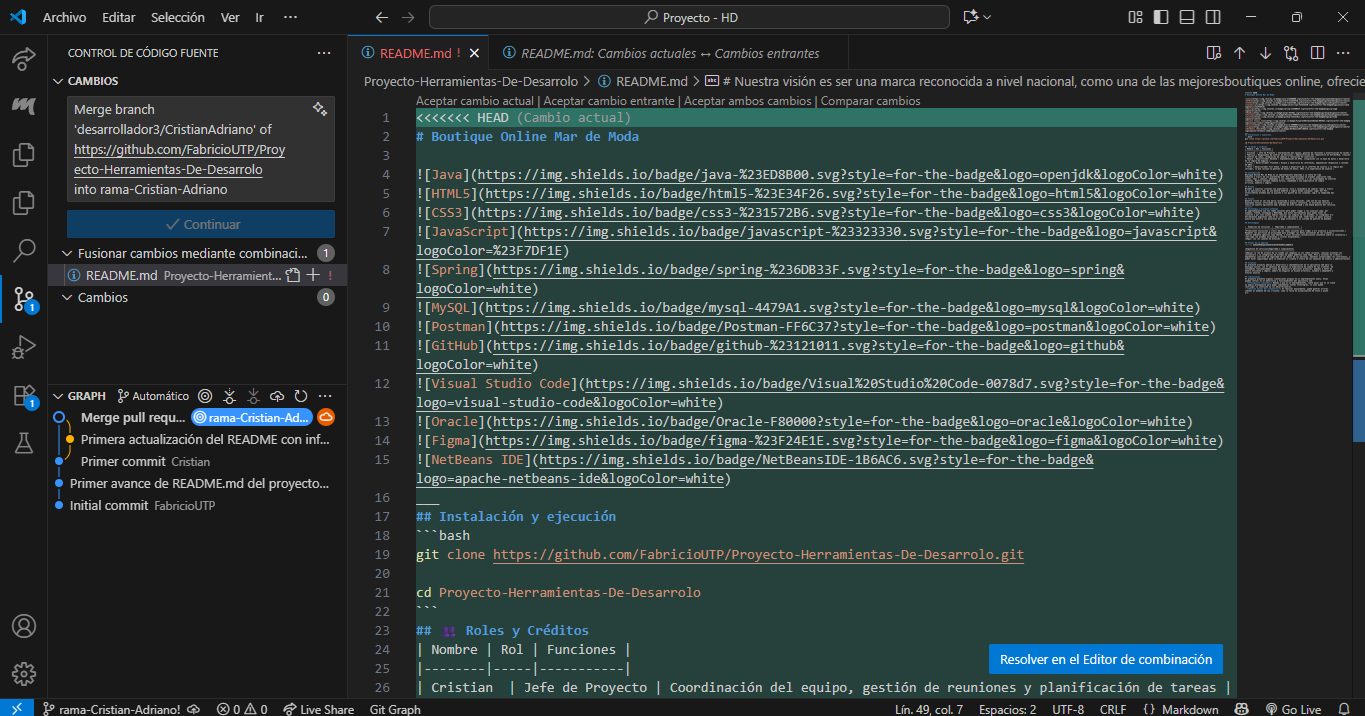 Archivo Editar Selección Ver Ir ··· Proyecto - HD
CONTROL DE CÓDIGO FUENTE ···
CAMBIOS
Merge branch
'desarrollador3/CristianAdriano' of
https://github.com/FabricioUTP/Proy
ecto-Herramientas-De-Desarrolo
into rama-Cristian-Adriano
Continuar
Fusionar cambios mediante combinaci... 1
README.md Proyecto-Herramient... !
Cambios 0
1
1
GRAPH Automático ···
Merge pull requ... rama-Cristian-Ad...
Primera actualización del README con inf...
Primer commit Cristian
Primer avance de README.md del proyecto...
Initial commit FabricioUTP
README.md ! README.md: Cambios actuales ↔ Cambios entrantes
Proyecto-Herramientas-De-Desarrolo > README.md > # Nuestra visión es ser una marca reconocida a nivel nacional, como una de las mejoresboutiques online, ofrecie
Aceptar cambio actual | Aceptar cambio entrante | Aceptar ambos cambios | Comparar cambios
1 <<<<<<< HEAD (Cambio actual)
2 # Boutique Online Mar de Moda
3
4 ![Java](https://img.shields.io/badge/java-%23ED8B00.svg?style=for-the-badge&logo=openjdk&logoColor=white)
5 ![HTML5](https://img.shields.io/badge/html5-%23E34F26.svg?style=for-the-badge&logo=html5&logoColor=white)
6 ![CSS3](https://img.shields.io/badge/css3-%231572B6.svg?style=for-the-badge&logo=css3&logoColor=white)
7 ![JavaScript](https://img.shields.io/badge/javascript-%23323330.svg?style=for-the-badge&logo=javascript&
logoColor=%23F7DF1E)
8 ![Spring](https://img.shields.io/badge/spring-%236DB33F.svg?style=for-the-badge&logo=spring&
logoColor=white)
9 ![MySQL](https://img.shields.io/badge/mysql-4479A1.svg?style=for-the-badge&logo=mysql&logoColor=white)
10 ![Postman](https://img.shields.io/badge/Postman-FF6C37?style=for-the-badge&logo=postman&logoColor=white)
11 ![GitHub](https://img.shields.io/badge/github-%23121011.svg?style=for-the-badge&logo=github&
logoColor=white)
12 ![Visual Studio Code](https://img.shields.io/badge/Visual%20Studio%20Code-0078d7.svg?style=for-the-badge&
logo=visual-studio-code&logoColor=white)
13 ![Oracle](https://img.shields.io/badge/Oracle-F80000?style=for-the-badge&logo=oracle&logoColor=white)
14 ![Figma](https://img.shields.io/badge/figma-%23F24E1E.svg?style=for-the-badge&logo=figma&logoColor=white)
15 ![NetBeans IDE](https://img.shields.io/badge/NetBeansIDE-1B6AC6.svg?style=for-the-badge&
logo=apache-netbeans-ide&logoColor=white)
16 ___
17 ## Instalación y ejecución
18 ```bash
19 git clone https://github.com/FabricioUTP/Proyecto-Herramientas-De-Desarrolo.git
20
21 cd Proyecto-Herramientas-De-Desarrolo
22 ```
23 ## 👥 Roles y Créditos
24 | Nombre | Rol | Funciones |
25 |--------|-----|-----------|
26 | Cristian | Jefe de Proyecto | Coordinación del equipo, gestión de reuniones y planificación de tareas |
Resolver en el Editor de combinación
rama-Cristian-Adriano! 0 0 Live Share Git Graph Lín. 49, col. 7 Espacios: 2 UTF-8 CRLF {} Markdown Go Live